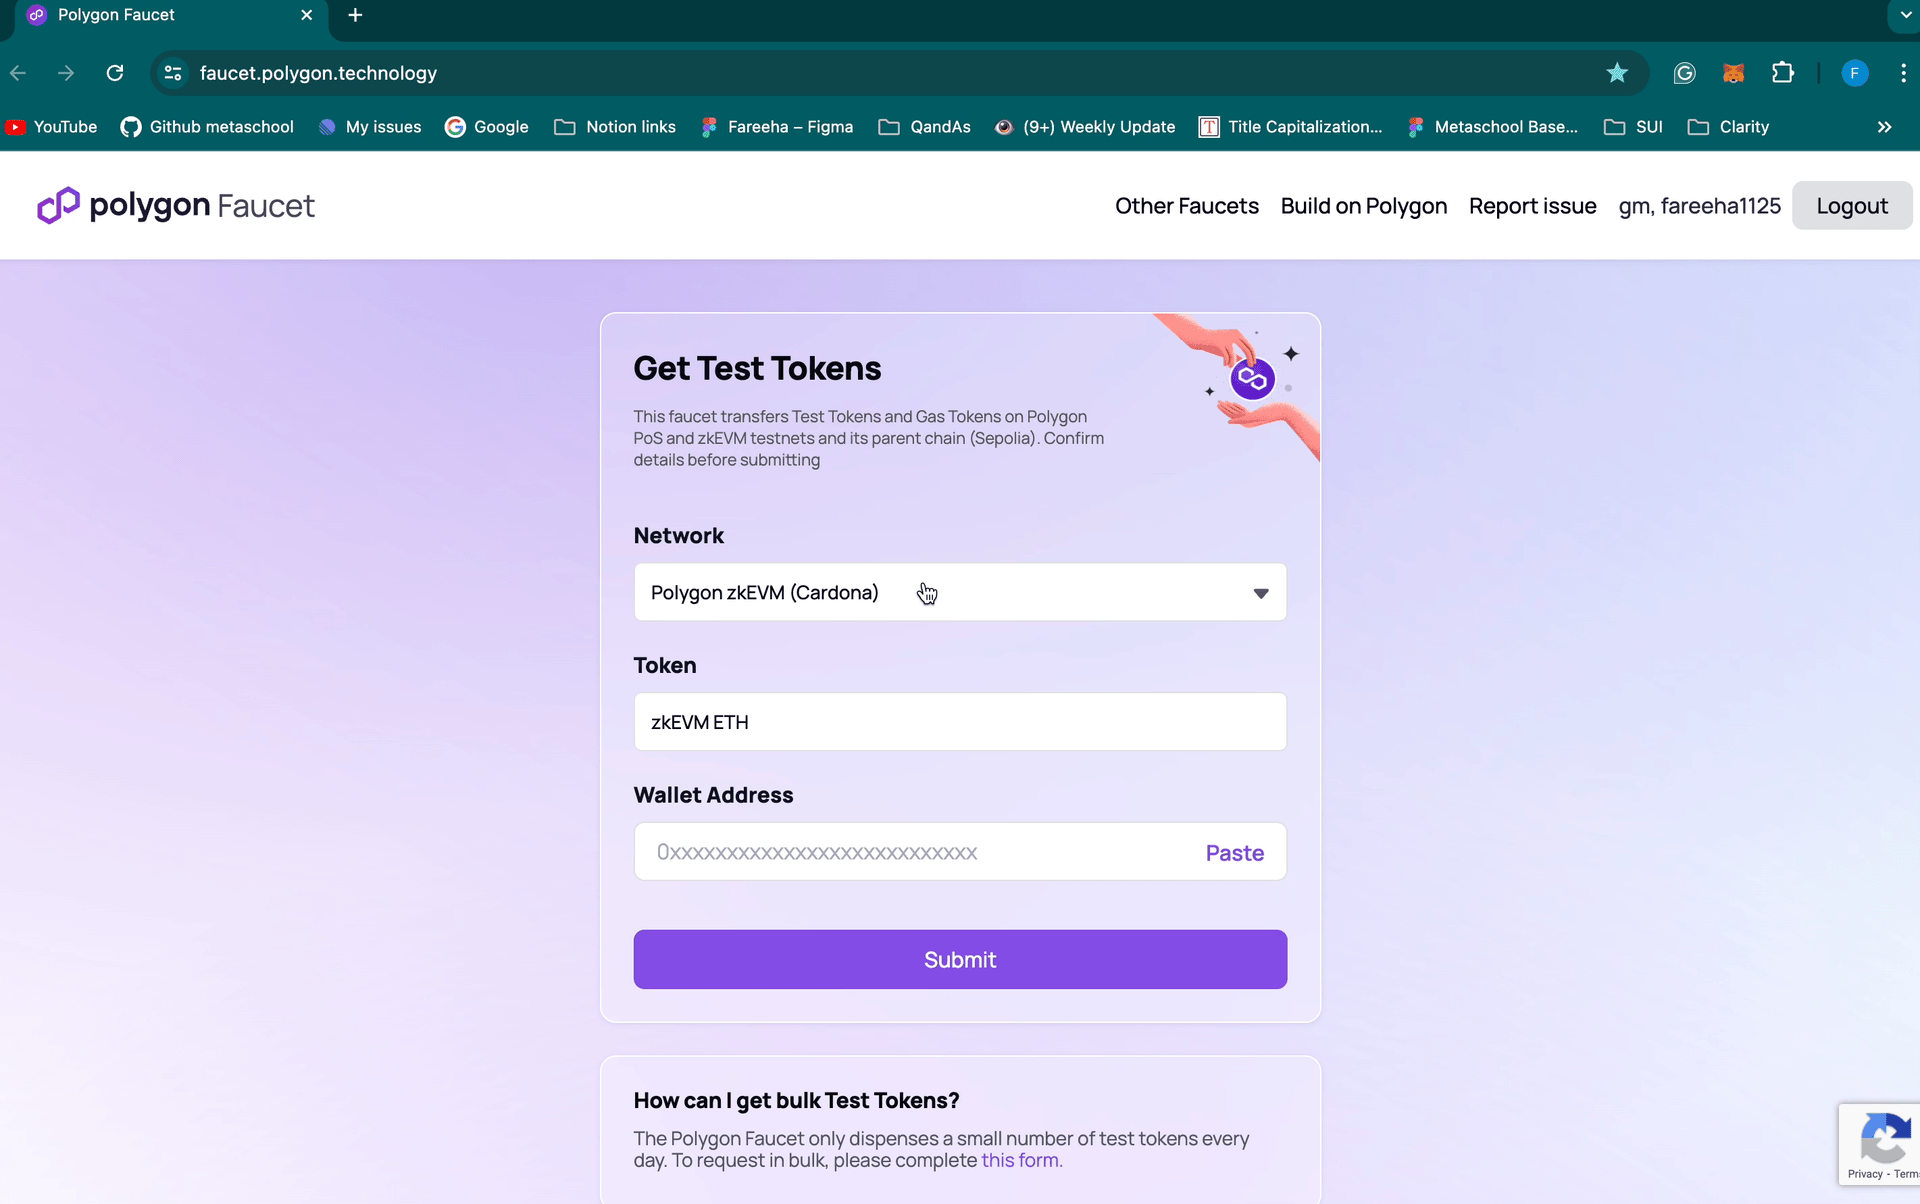 Polygon Faucet
faucet.polygon.technology
F
YouTube
Github metaschool
My issues
Google
Notion links
Fareeha – Figma
QandAs
(9+) Weekly Update
Title Capitalization...
Metaschool Base...
SUI
Clarity
polygon Faucet
Other Faucets
Build on Polygon
Report issue
gm, fareeha1125
Logout
Get Test Tokens
This faucet transfers Test Tokens and Gas Tokens on Polygon
PoS and zkEVM testnets and its parent chain (Sepolia). Confirm
details before submitting
Network
Polygon zkEVM (Cardona)
Token
zkEVM ETH
Wallet Address
0xxxxxxxxxxxxxxxxxxxxxxxxxxx
Paste
Submit
How can I get bulk Test Tokens?
The Polygon Faucet only dispenses a small number of test tokens every
day. To request in bulk, please complete this form.
Privacy - Terms